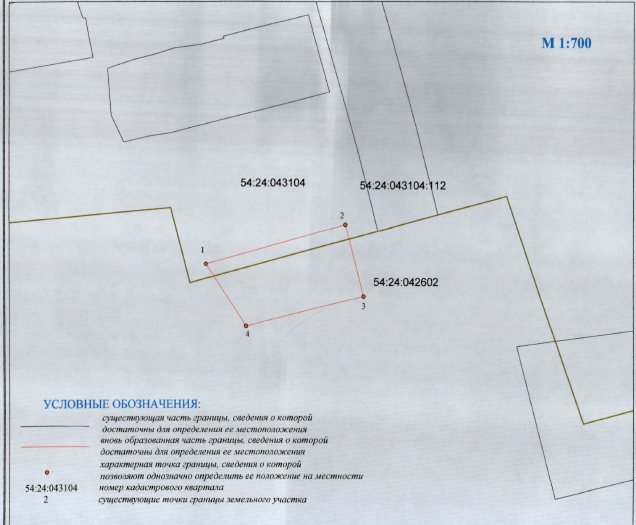 М 1:700
54:24:043104
54:24:043104:112
2
1
54:24:042602
3
4
УСЛОВНЫЕ ОБОЗНАЧЕНИЯ:
существующая часть границы, сведения о которой
достаточны для определения ее местоположения
вновь образованная часть границы, сведения о которой
достаточны для определения ее местоположения
характерная точка границы, сведения о которой
позволяют однозначно определить ее положение на местности
54:24:043104 номер кадастрового квартала
2 существующие точки границы земельного участка